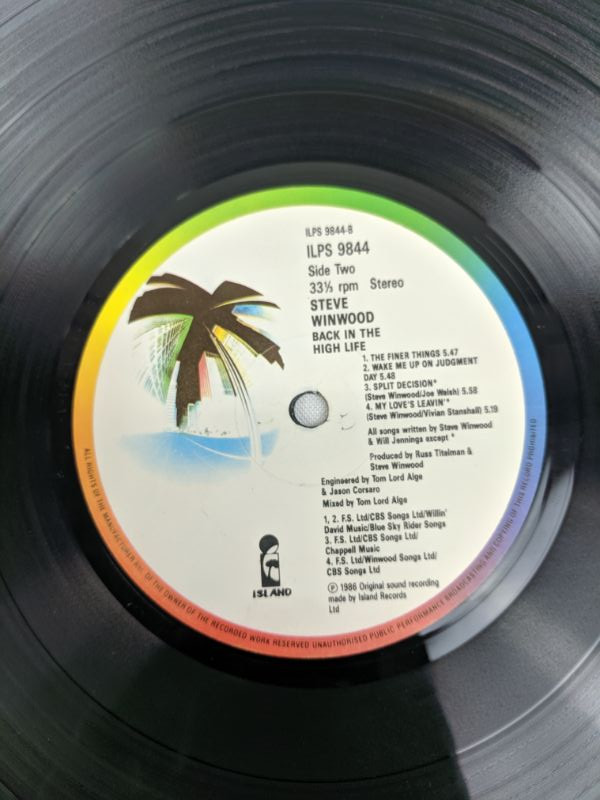 ILPS 9844-B
ILPS 9844
Side Two
33⅓ rpm Stereo
STEVE
WINWOOD
BACK IN THE
HIGH LIFE
1. THE FINER THINGS 5.47
2. WAKE ME UP ON JUDGMENT
DAY 5.48
3. SPLIT DECISION*
(Steve Winwood/Joe Walsh) 5.58
4. MY LOVE'S LEAVIN'*
(Steve Winwood/Vivian Stanshall) 5.19
All songs written by Steve Winwood
& Will Jennings except *
Produced by Russ Titelman &
Steve Winwood
Engineered by Tom Lord Alge
& Jason Corsaro
Mixed by Tom Lord Alge
1, 2. F.S. Ltd/CBS Songs Ltd/Willin'
David Music/Blue Sky Rider Songs
3. F.S. Ltd/CBS Songs Ltd/
Chappell Music
4. F.S. Ltd/Winwood Songs Ltd/
CBS Songs Ltd
℗ 1986 Original sound recording
made by Island Records
Ltd
ISLAND
ALL RIGHTS OF THE MANUFACTURER AND OF THE OWNER OF THE RECORDED WORK RESERVED UNAUTHORISED PUBLIC PERFORMANCE BROADCASTING AND COPYING OF THIS RECORD PROHIBITED